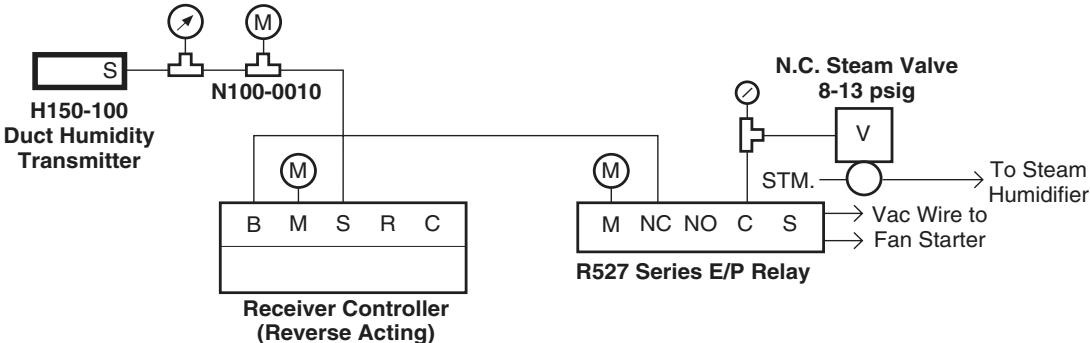 M
S
N100-0010
H150-100
Duct Humidity
Transmitter
N.C. Steam Valve
8-13 psig
V
STM.
To Steam
Humidifier
M
M
B M S R C
M NC NO C S
Vac Wire to
Fan Starter
R527 Series E/P Relay
Receiver Controller
(Reverse Acting)